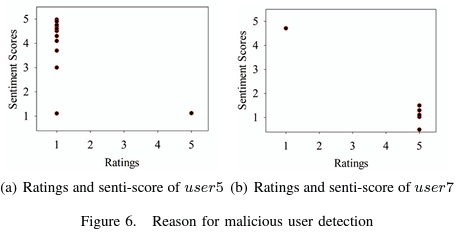 5
4
3
2
1
Sentiment Scores
1 2 3 4 5
Ratings
5
4
3
2
1
Sentiment Scores
1 2 3 4 5
Ratings
(a) Ratings and senti-score of user5 (b) Ratings and senti-score of user7
Figure 6. Reason for malicious user detection